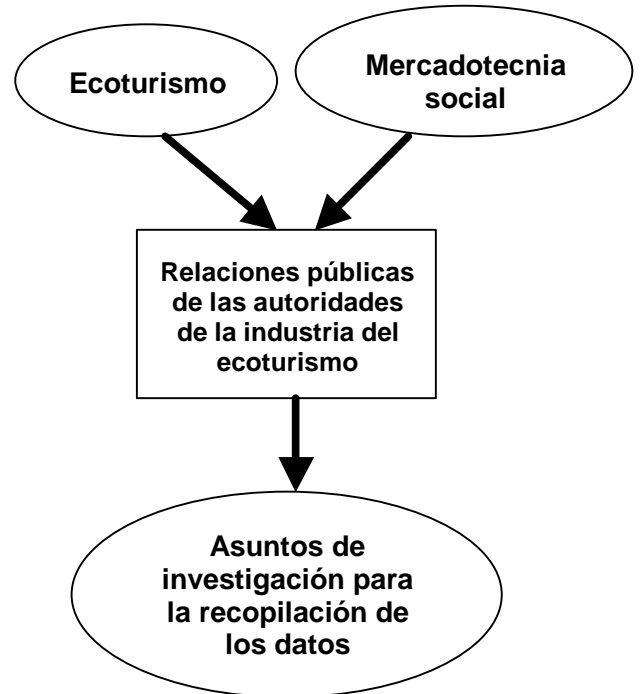 Ecoturismo
Mercadotecnia
social
Relaciones públicas
de las autoridades
de la industria del
ecoturismo
Asuntos de
investigación para
la recopilación de
los datos